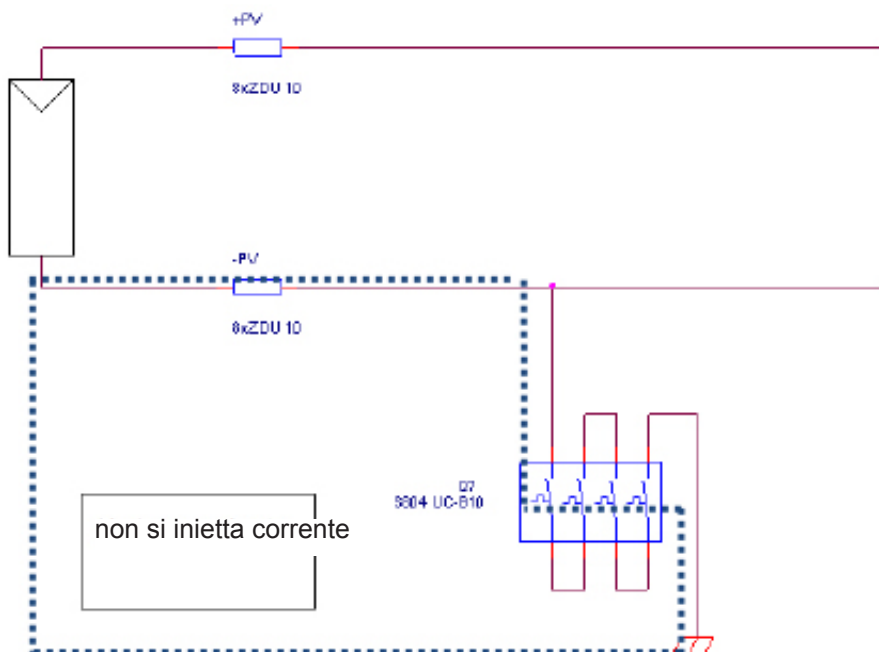 +PV
8xZDU 10
-PV
8xZDU 10
Q7
S804 UC-B10
non si inietta corrente